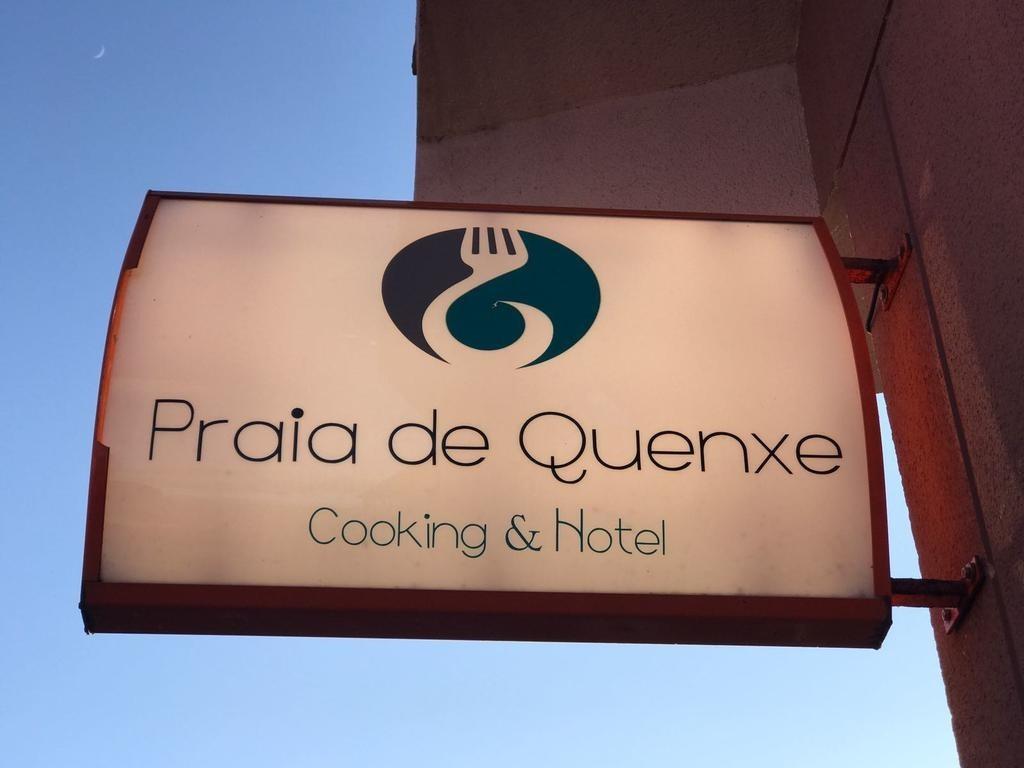 Praia de Quenxe
Cooking & Hotel